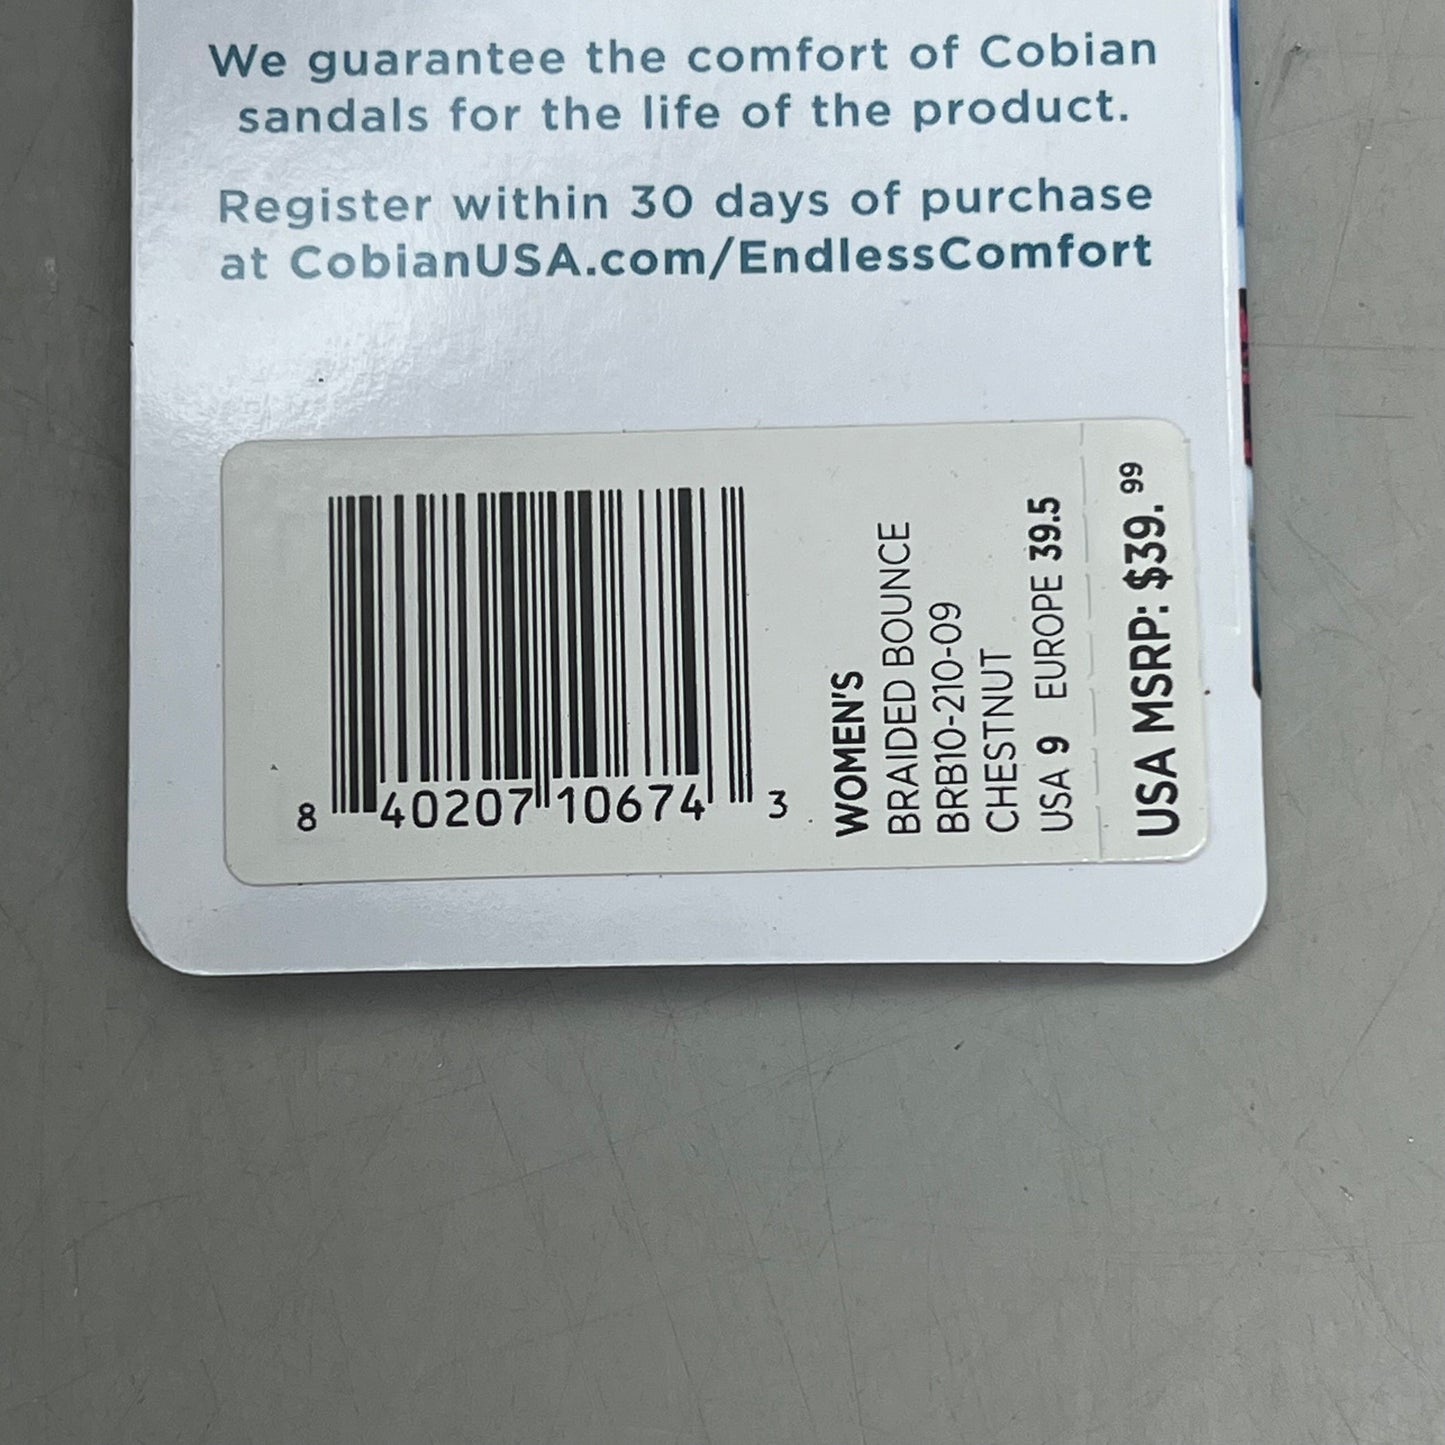 We guarantee the comfort of Cobian
sandals for the life of the product.
Register within 30 days of purchase
at CobianUSA.com/EndlessComfort
8 40207 10674 3
WOMEN'S
BRAIDED BOUNCE
BRB10-210-09
CHESTNUT
USA 9 EUROPE 39.5
USA MSRP: $39.99